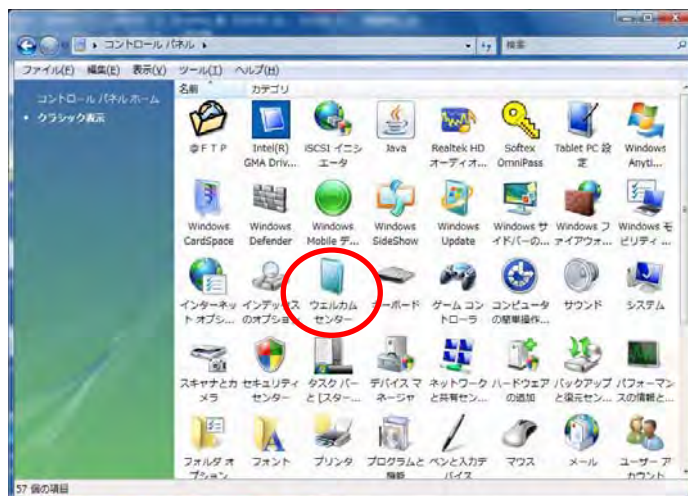 コントロール パネル
検索
ファイル(F) 編集(E) 表示(V) ツール(T) ヘルプ(H)
コントロール パネル ホーム
クラシック表示
名前 カテゴリ
@FTP Intel(R) GMA Driv... iSCSI イニシエータ Java Realtek HD オーディオ... Softex OmniPass Tablet PC 設定 Windows Anyti...
Windows CardSpace Windows Defender Windows Mobile デ... Windows SideShow Windows Update Windows サイドバーの... Windows ファイアウォ... Windows モビリティ ...
インターネット オプシ... インデックスのオプション ウェルカム センター キーボード ゲーム コントローラ コンピュータの簡単操作... サウンド システム
スキャナとカメラ セキュリティ センター タスク バーと [スター... デバイス マネージャ ネットワークと共有セン... ハードウェアの追加 バックアップと復元セン... パフォーマンスの情報と...
フォルダ オプション フォント プリンタ プログラムと機能 ペンと入力デバイス マウス メール ユーザー アカウント
57 個の項目